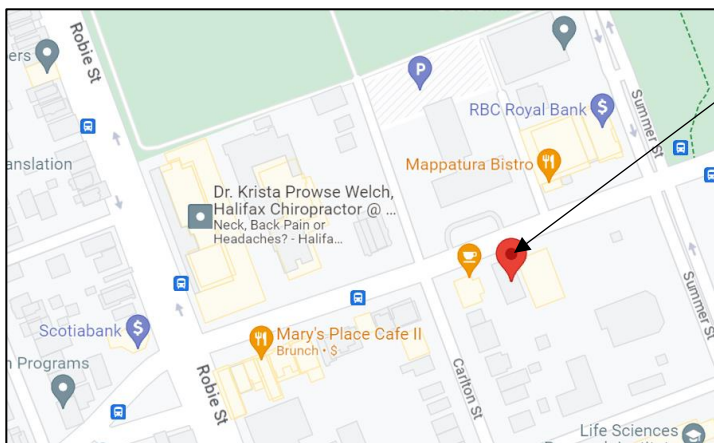 ers
Robie St
anslation
P
RBC Royal Bank
$
Summer St
Mappatura Bistro
Dr. Krista Prowse Welch,
Halifax Chiropractor @ ...
Neck, Back Pain or
Headaches? - Halifa...
Scotiabank
$
Mary's Place Cafe II
Brunch • $
Programs
Robie St
Carlton St
Summer St
Life Sciences